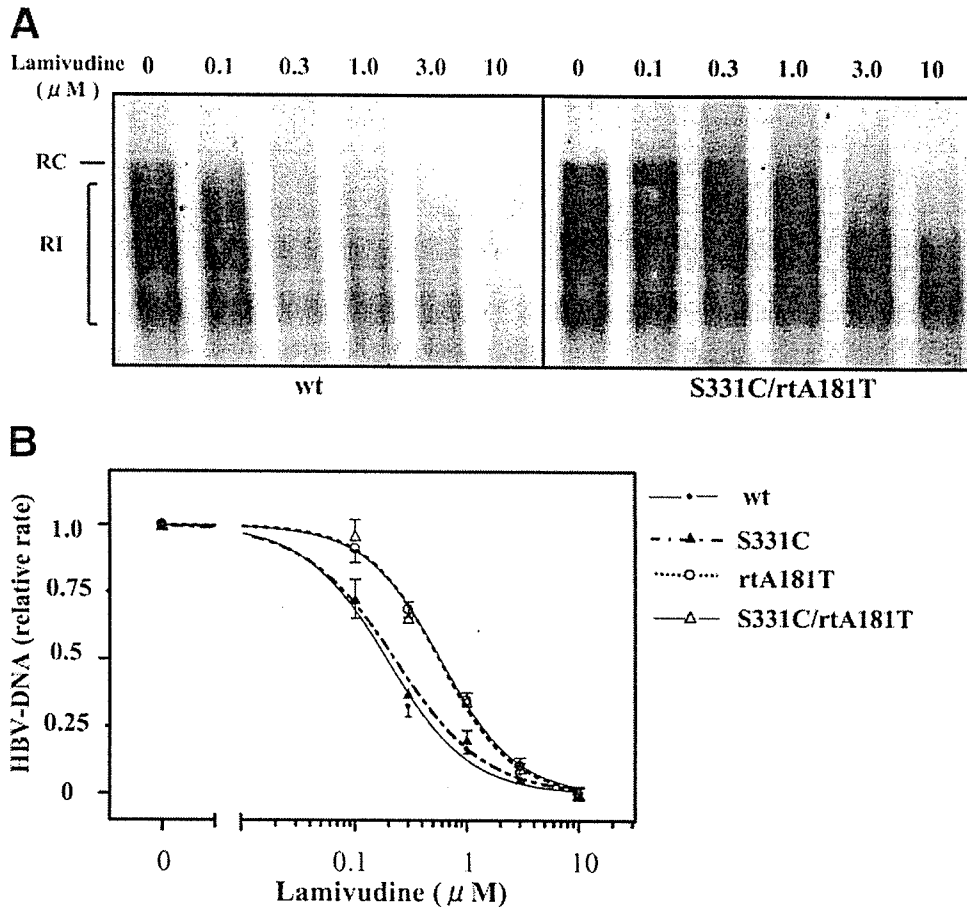 A
Lamivudine 0 0.1 0.3 1.0 3.0 10 0 0.1 0.3 1.0 3.0 10
( μ M )
RC
RI
wt S331C/rtA181T
B
HBV-DNA (relative rate)
1.0
0.75
0.5
0.25
0
0 0.1 1 10
Lamivudine ( μ M)
wt
S331C
rtA181T
S331C/rtA181T